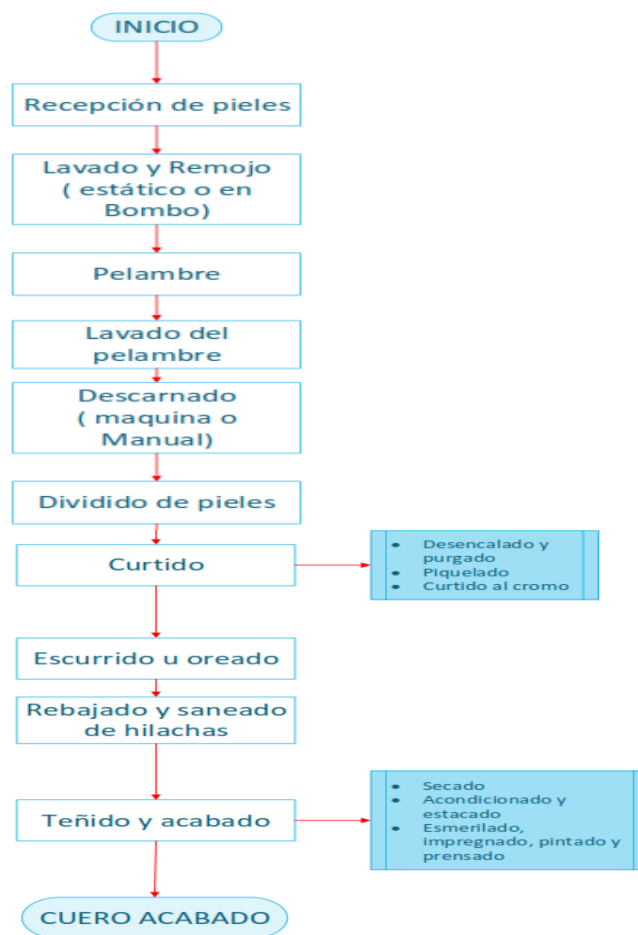 INICIO
Recepción de pieles
Lavado y Remojo
( estático o en
Bombo)
Pelambre
Lavado del
pelambre
Descarnado
( maquina o
Manual)
Dividido de pieles
Curtido
• Desencalado y
purgado
• Piquelado
• Curtido al cromo
Escurrido u oreado
Rebajado y saneado
de hilachas
Teñido y acabado
• Secado
• Acondicionado y
estacado
• Esmerilado,
impregnado, pintado y
prensado
CUERO ACABADO